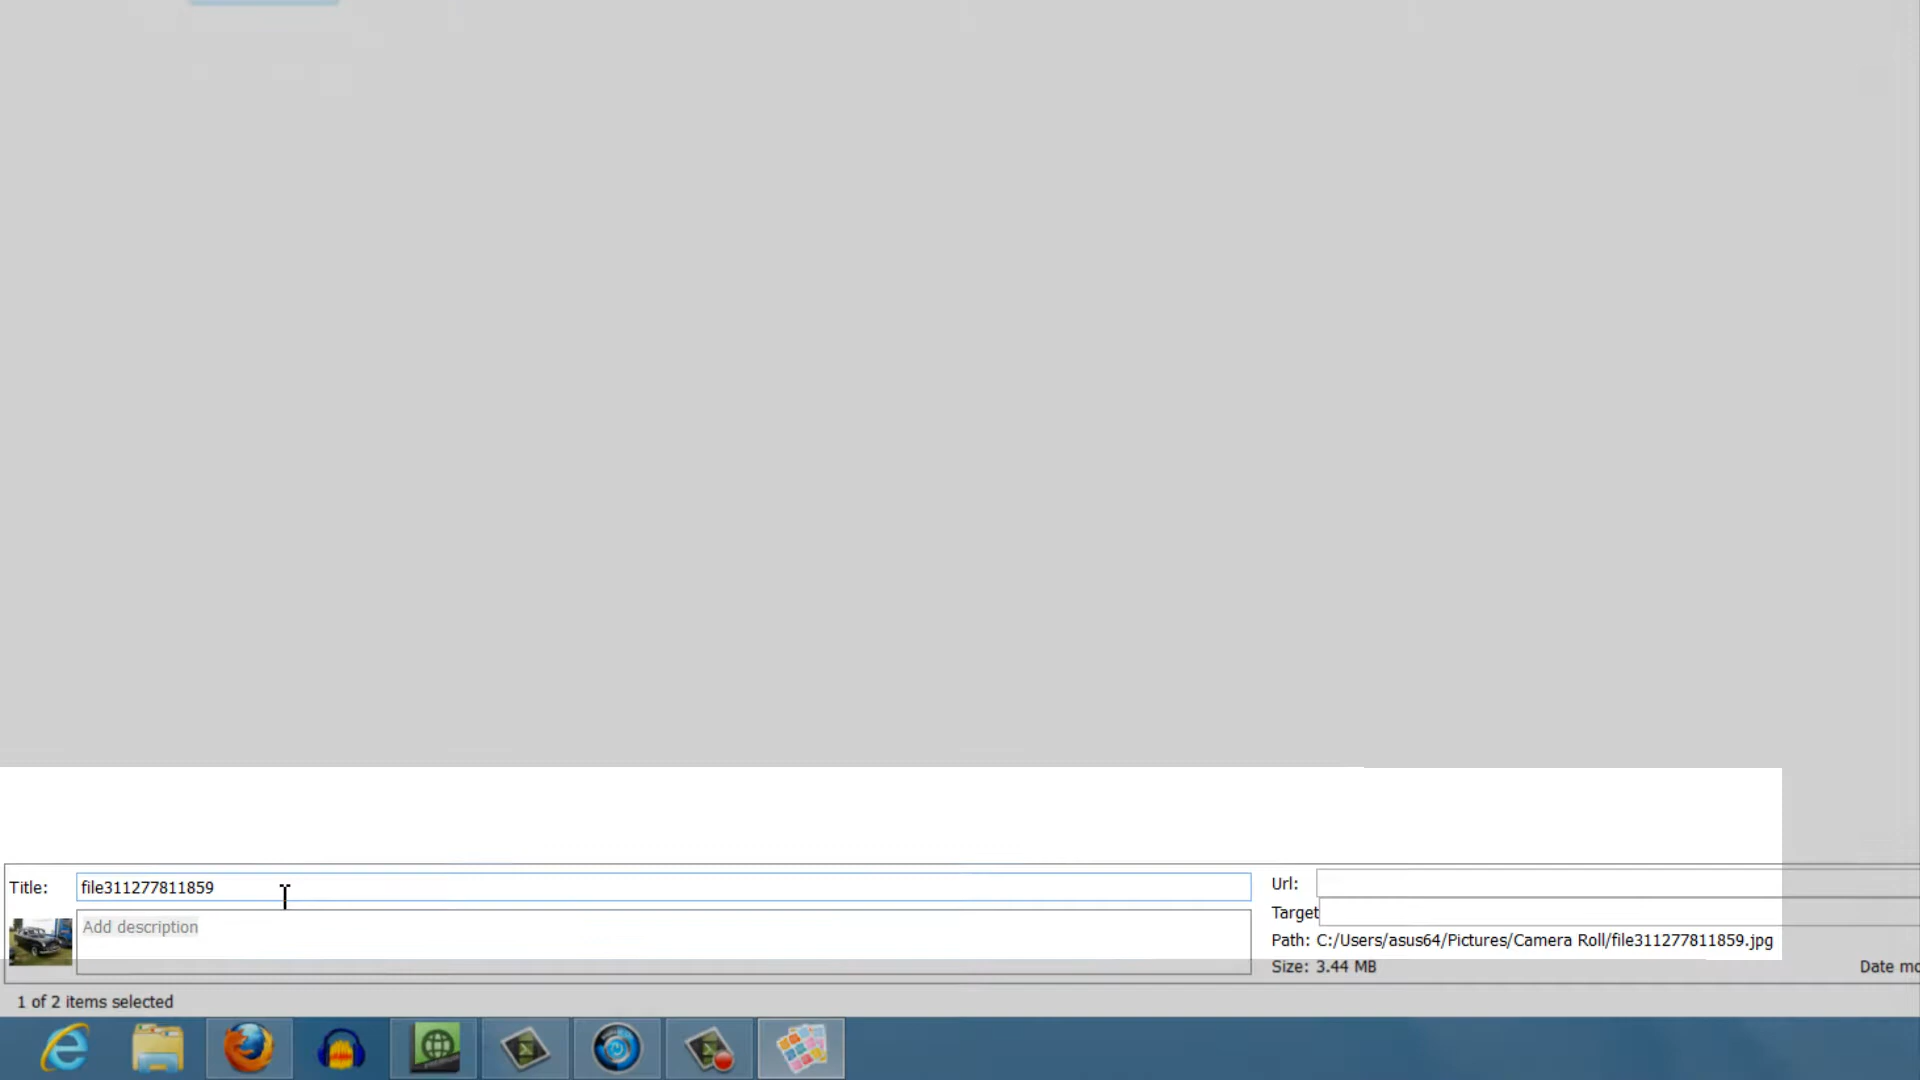 Title: file311277811859
Add description
Url:
Target
Path: C:/Users/asus64/Pictures/Camera Roll/file311277811859.jpg
Size: 3.44 MB
Date mo
1 of 2 items selected